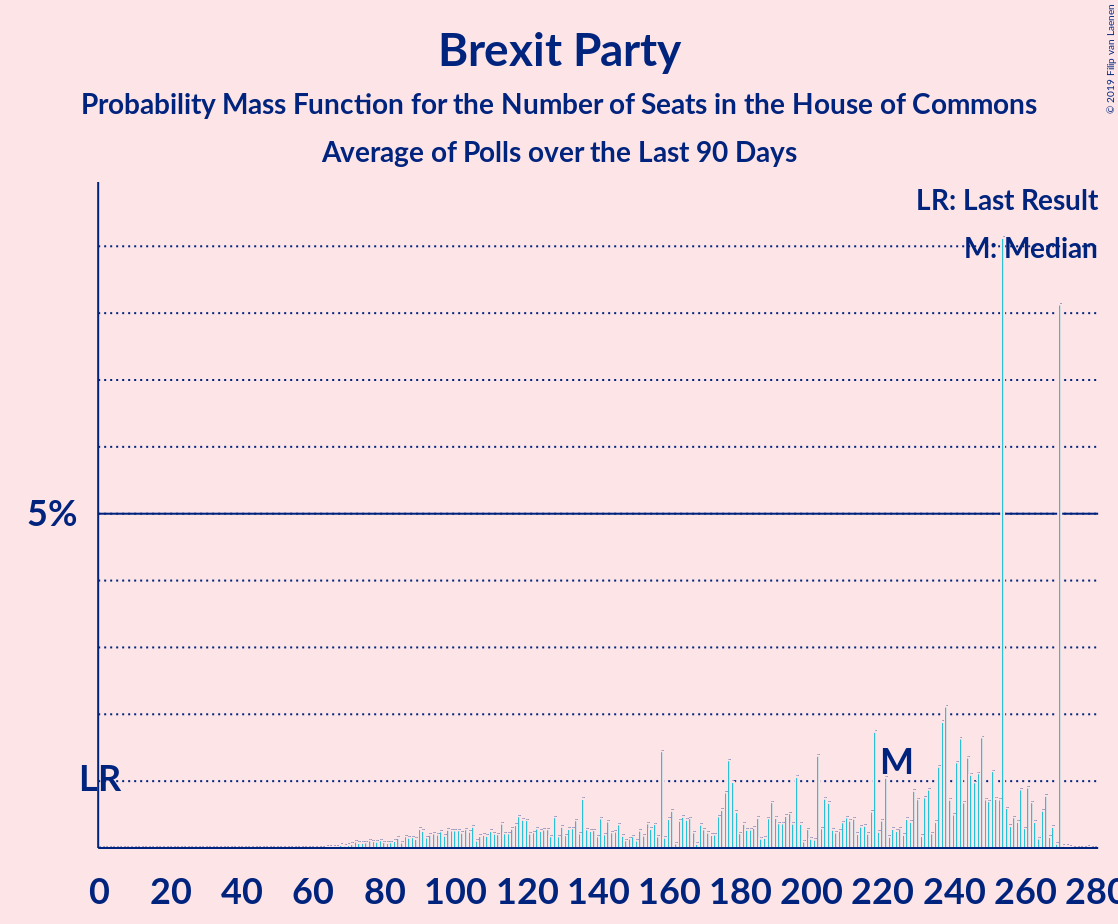 Brexit Party
Probability Mass Function for the Number of Seats in the House of Commons
Average of Polls over the Last 90 Days
© 2019 Filip van Laenen
LR: Last Result
M: Median
5%
LR
M
0 20 40 60 80 100 120 140 160 180 200 220 240 260 280